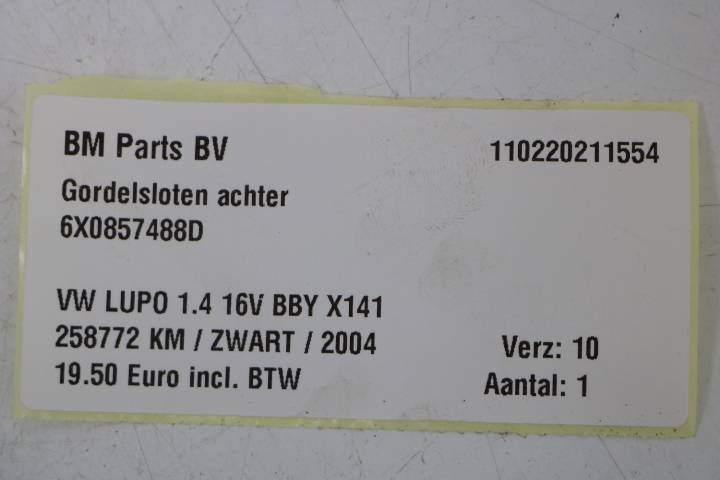 BM Parts BV 110220211554
Gordelsloten achter
6X0857488D
VW LUPO 1.4 16V BBY X141
258772 KM / ZWART / 2004 Verz: 10
19.50 Euro incl. BTW Aantal: 1